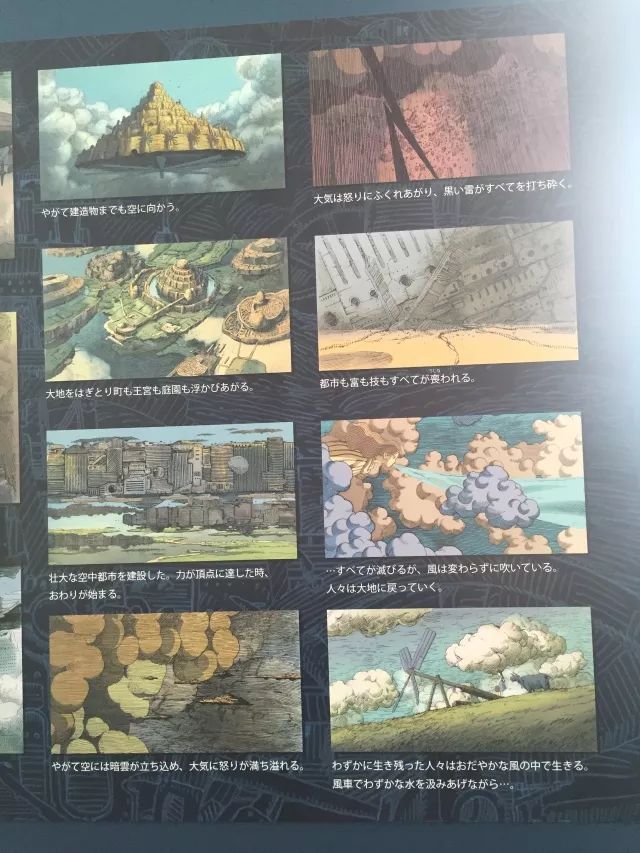 やがて建造物までも空に向かう。
大地をはぎとり町も王宮も庭園も浮かびあがる。
壮大な空中都市を建設した。力が頂点に達した時、
おわりが始まる。
やがて空には暗雲が立ち込め、大気に怒りが満ち溢れる。
大気は怒りにふくれあがり、黒い雷がすべてを打ち砕く。
都市も富も技もすべてが喪われる。
…すべてが滅びるが、風は変わらずに吹いている。
人々は大地に戻っていく。
わずかに生き残った人々はおだやかな風の中で生きる。
風車でわずかな水を汲みあげながら…。